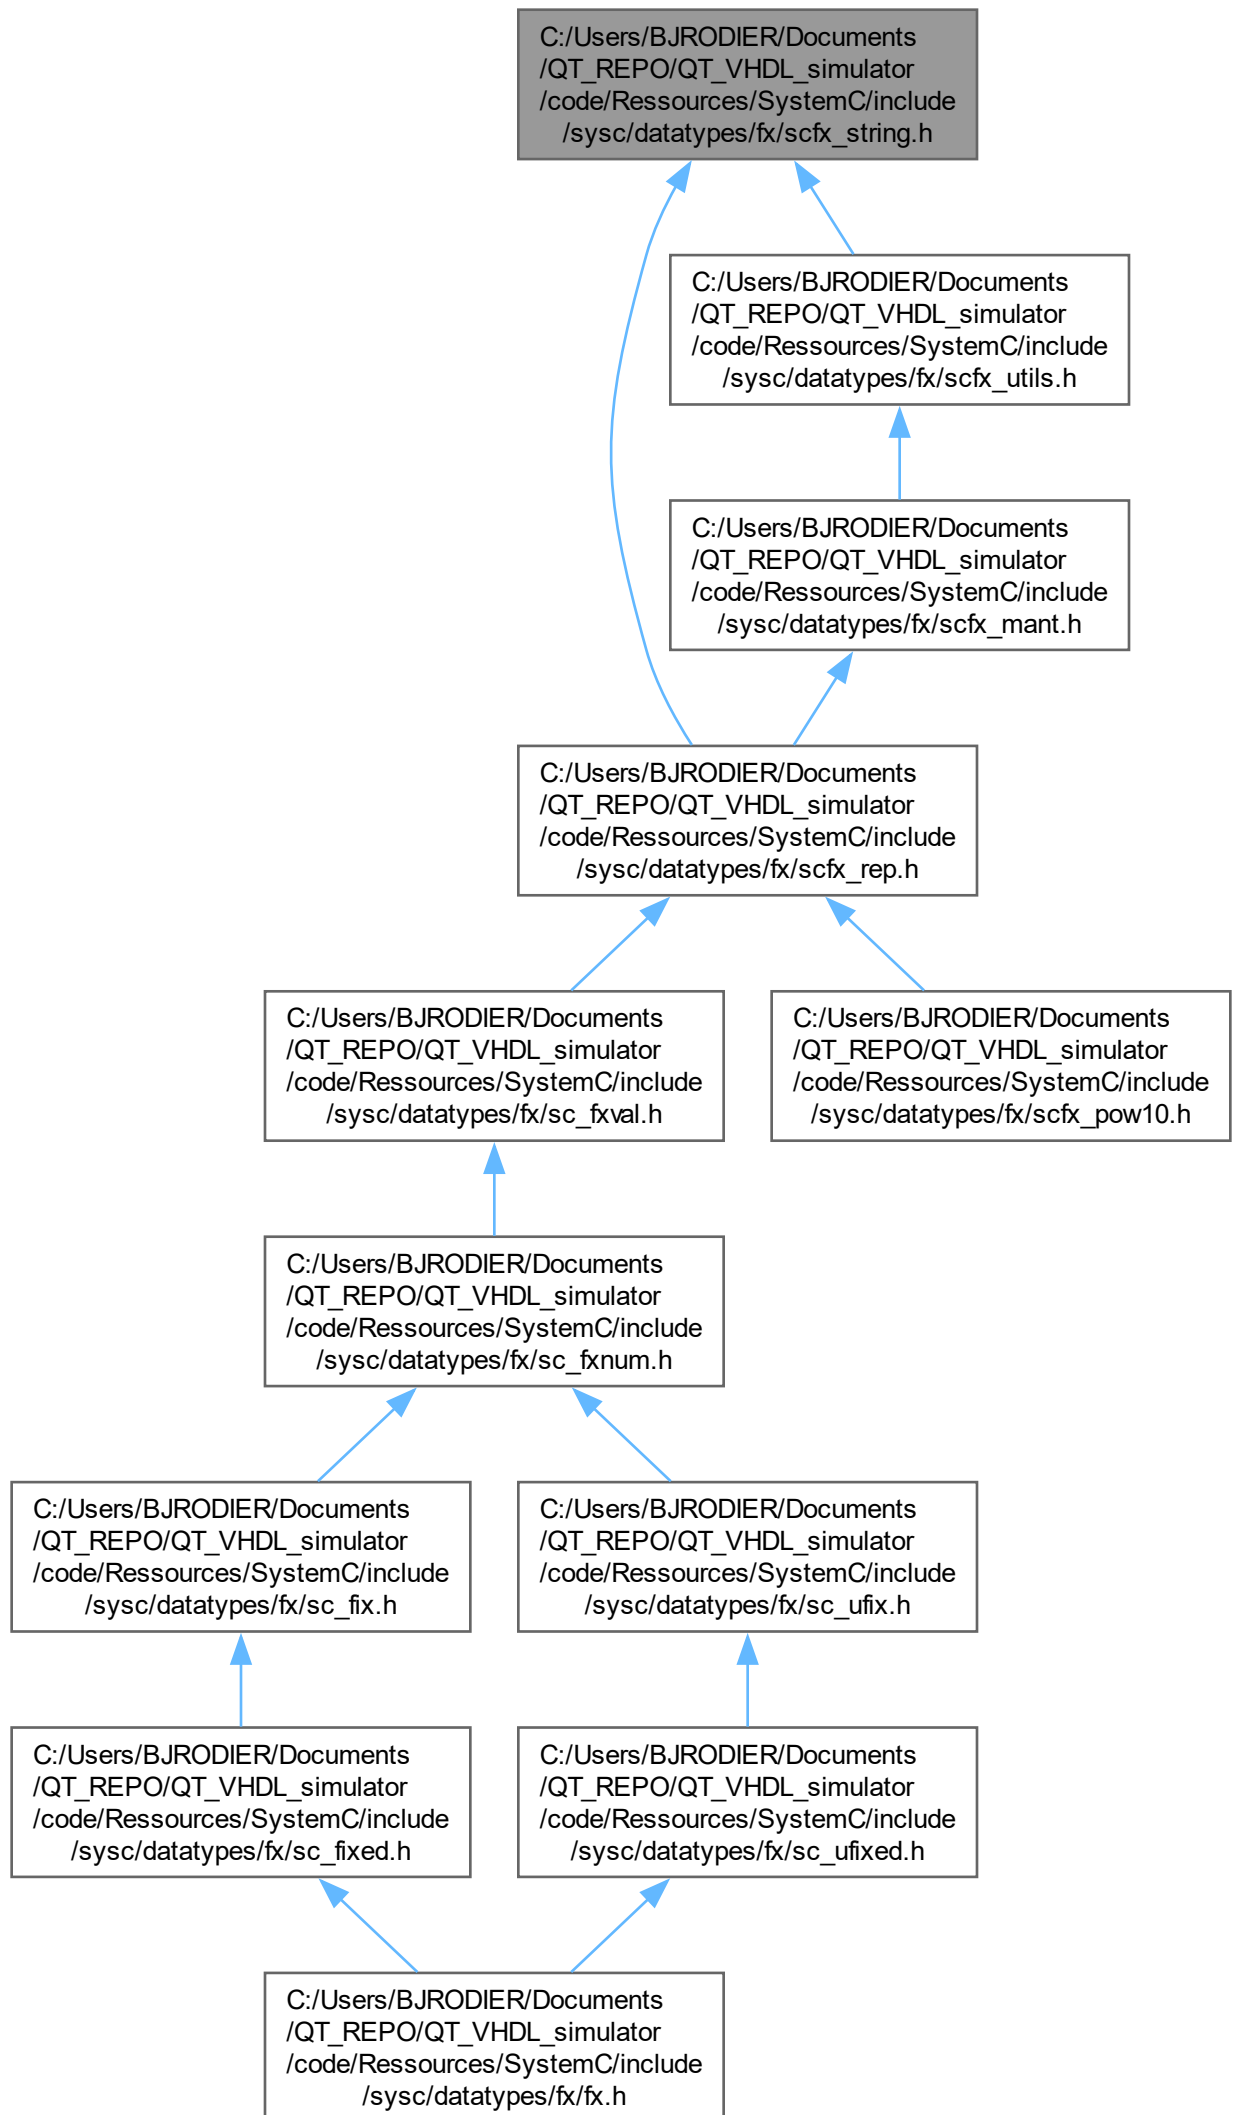 C:/Users/BJRODIER/Documents
/QT_REPO/QT_VHDL_simulator
/code/Ressources/SystemC/include
/sysc/datatypes/fx/scfx_string.h
C:/Users/BJRODIER/Documents
/QT_REPO/QT_VHDL_simulator
/code/Ressources/SystemC/include
/sysc/datatypes/fx/scfx_utils.h
C:/Users/BJRODIER/Documents
/QT_REPO/QT_VHDL_simulator
/code/Ressources/SystemC/include
/sysc/datatypes/fx/scfx_mant.h
C:/Users/BJRODIER/Documents
/QT_REPO/QT_VHDL_simulator
/code/Ressources/SystemC/include
/sysc/datatypes/fx/scfx_rep.h
C:/Users/BJRODIER/Documents
/QT_REPO/QT_VHDL_simulator
/code/Ressources/SystemC/include
/sysc/datatypes/fx/sc_fxval.h
C:/Users/BJRODIER/Documents
/QT_REPO/QT_VHDL_simulator
/code/Ressources/SystemC/include
/sysc/datatypes/fx/scfx_pow10.h
C:/Users/BJRODIER/Documents
/QT_REPO/QT_VHDL_simulator
/code/Ressources/SystemC/include
/sysc/datatypes/fx/sc_fxnum.h
C:/Users/BJRODIER/Documents
/QT_REPO/QT_VHDL_simulator
/code/Ressources/SystemC/include
/sysc/datatypes/fx/sc_fix.h
C:/Users/BJRODIER/Documents
/QT_REPO/QT_VHDL_simulator
/code/Ressources/SystemC/include
/sysc/datatypes/fx/sc_ufix.h
C:/Users/BJRODIER/Documents
/QT_REPO/QT_VHDL_simulator
/code/Ressources/SystemC/include
/sysc/datatypes/fx/sc_fixed.h
C:/Users/BJRODIER/Documents
/QT_REPO/QT_VHDL_simulator
/code/Ressources/SystemC/include
/sysc/datatypes/fx/sc_ufixed.h
C:/Users/BJRODIER/Documents
/QT_REPO/QT_VHDL_simulator
/code/Ressources/SystemC/include
/sysc/datatypes/fx/fx.h